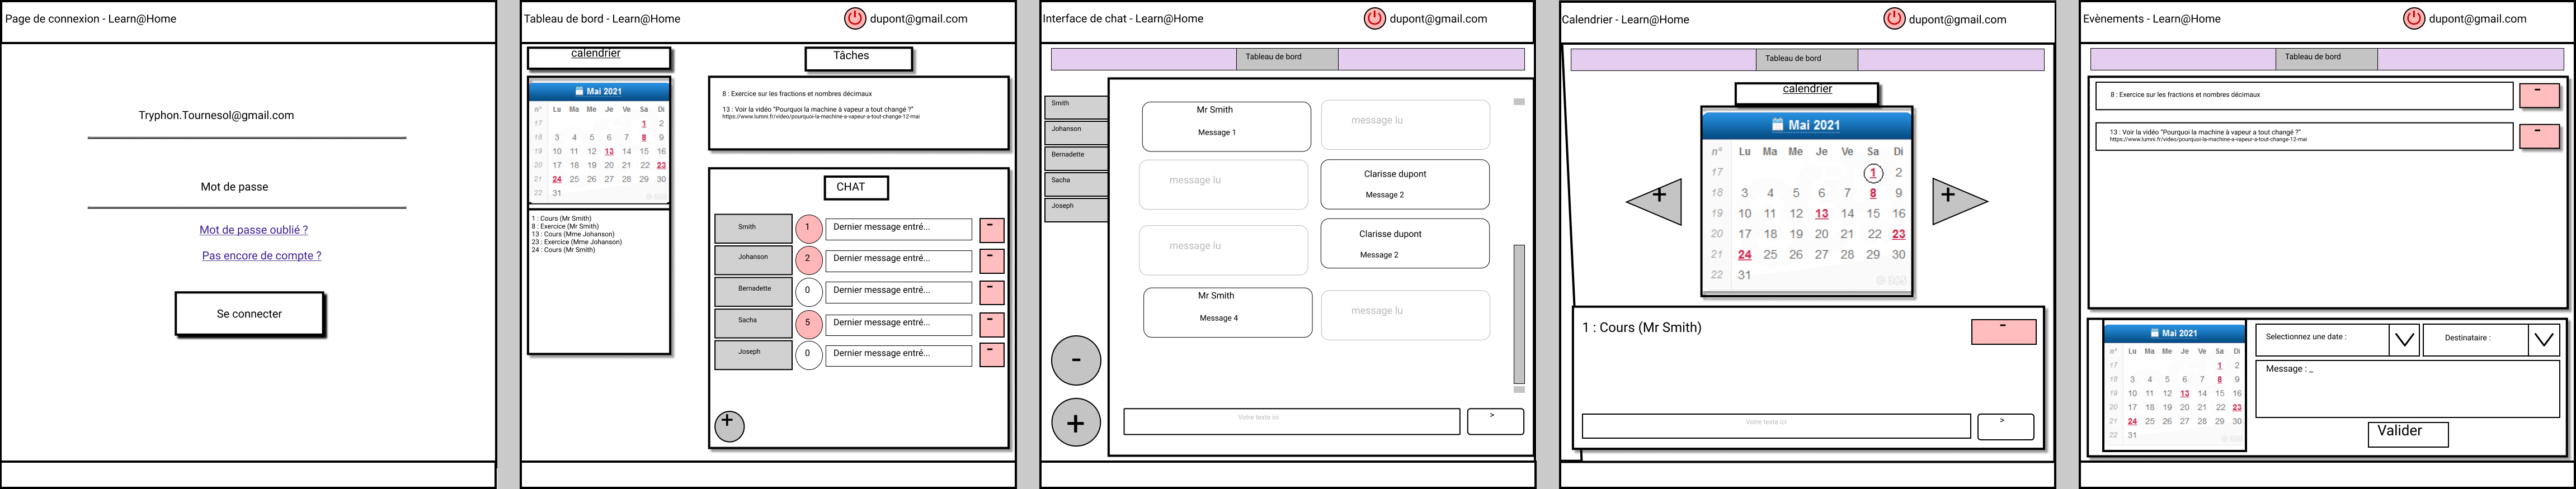 Page de connexion - Learn@Home
Tryphon.Tournesol@gmail.com
Mot de passe
Mot de passe oublié ?
Pas encore de compte ?
Se connecter
Tableau de bord - Learn@Home
dupont@gmail.com
calendrier
Mai 2021
n° Lu Ma Me Je Ve Sa Di
17 1 2
18 3 4 5 6 7 8 9
19 10 11 12 13 14 15 16
20 17 18 19 20 21 22 23
21 24 25 26 27 28 29 30
22 31
1 : Cours (Mr Smith)
8 : Exercice (Mr Smith)
13 : Cours (Mme Johanson)
23 : Exercice (Mme Johanson)
24 : Cours (Mr Smith)
Tâches
8 : Exercice sur les fractions et nombres décimaux
13 : Voir la vidéo "Pourquoi la machine à vapeur a tout changé ?"
https://www.lumni.fr/video/pourquoi-la-machine-a-vapeur-a-tout-change-12-mai
CHAT
Smith 1 Dernier message entré... -
Johanson 2 Dernier message entré... -
Bernadette 0 Dernier message entré... -
Sacha 5 Dernier message entré... -
Joseph 0 Dernier message entré... -
+
Interface de chat - Learn@Home
dupont@gmail.com
Tableau de bord
Smith
Johanson
Bernadette
Sacha
Joseph
-
+
Mr Smith
Message 1
message lu
message lu
Clarisse dupont
Message 2
message lu
Clarisse dupont
Message 2
Mr Smith
Message 4
message lu
Votre texte ici
>
Calendrier - Learn@Home
dupont@gmail.com
Tableau de bord
calendrier
Mai 2021
n° Lu Ma Me Je Ve Sa Di
17 1 2
18 3 4 5 6 7 8 9
19 10 11 12 13 14 15 16
20 17 18 19 20 21 22 23
21 24 25 26 27 28 29 30
22 31
+
+
1 : Cours (Mr Smith)
-
Votre texte ici
>
Evènements - Learn@Home
dupont@gmail.com
Tableau de bord
8 : Exercice sur les fractions et nombres décimaux
-
13 : Voir la vidéo "Pourquoi la machine à vapeur a tout changé ?"
https://www.lumni.fr/video/pourquoi-la-machine-a-vapeur-a-tout-change-12-mai
-
Mai 2021
n° Lu Ma Me Je Ve Sa Di
17 1 2
18 3 4 5 6 7 8 9
19 10 11 12 13 14 15 16
20 17 18 19 20 21 22 23
21 24 25 26 27 28 29 30
22 31
Selectionnez une date :
Destinataire :
Message : _
Valider